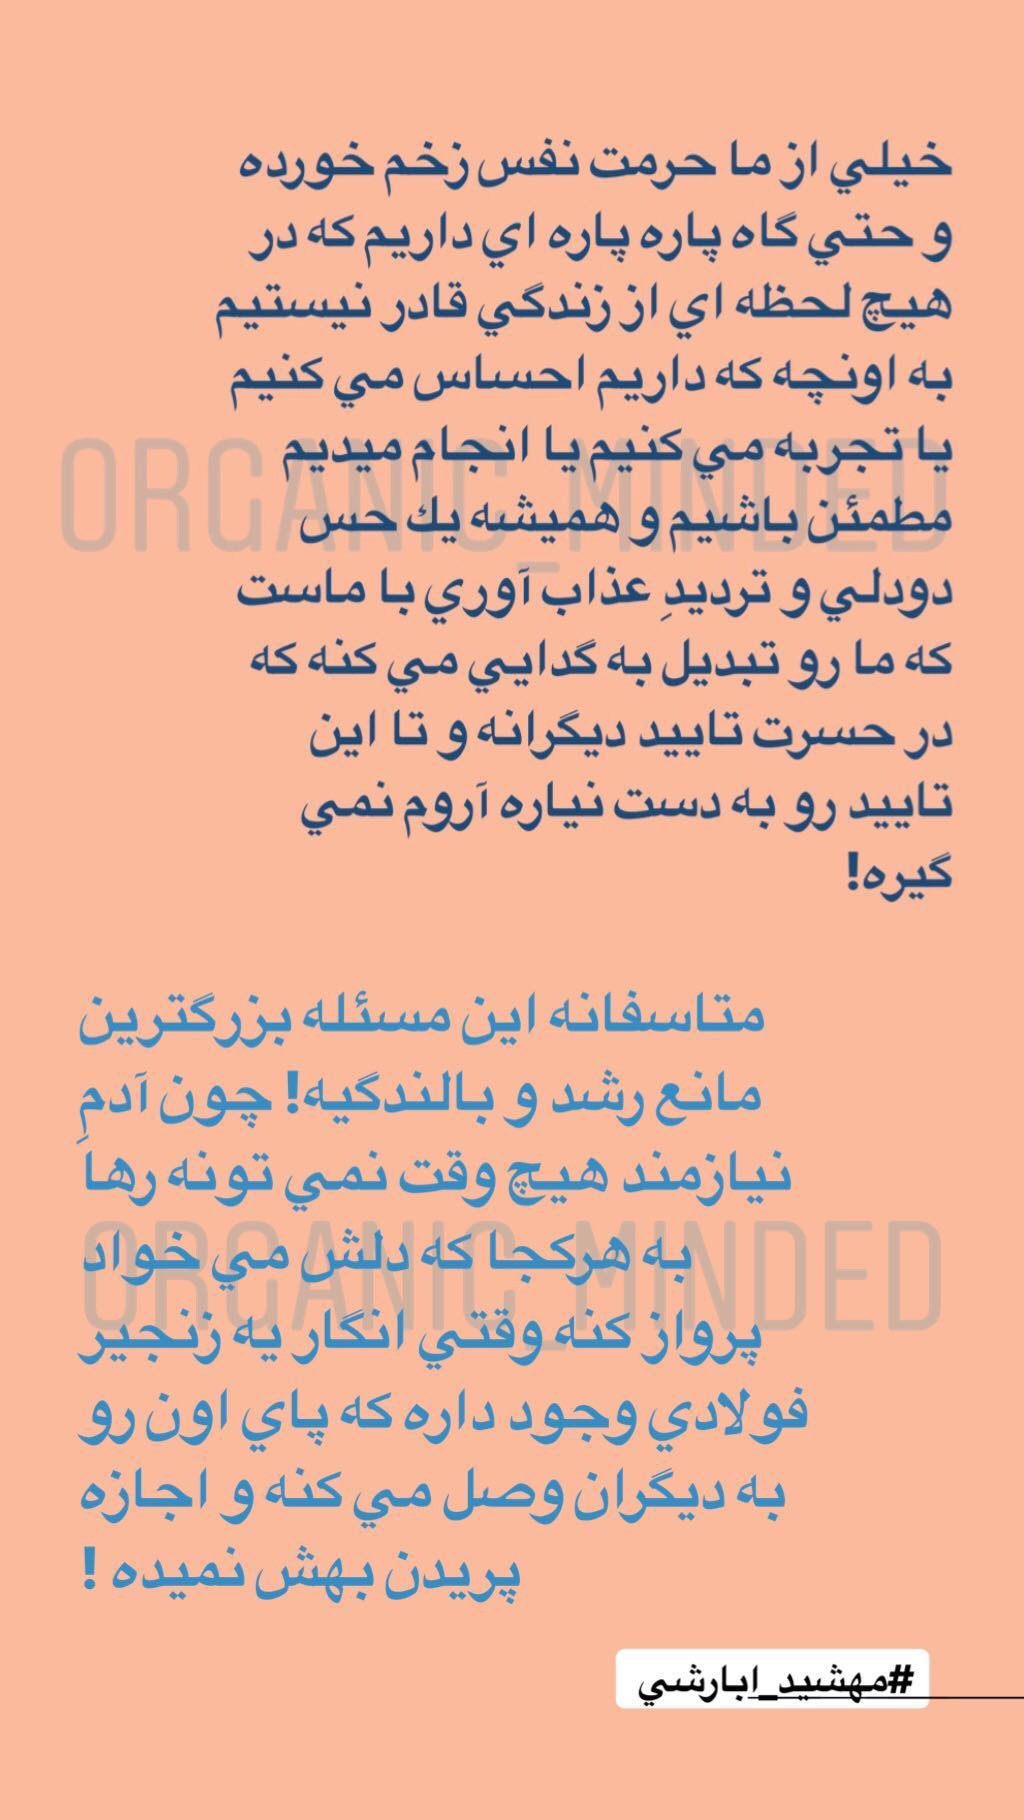 خيلي از ما حرمت نفس زخم خورده
و حتي گاه پاره پاره اي داريم كه در
هيچ لحظه اي از زندگي قادر نيستيم
به اونچه كه داريم احساس مي كنيم
يا تجربه مي كنيم يا انجام ميديم
ORGANIC_MINDED
مطمئن باشيم و هميشه يك حس
دودلي و ترديدِ عذاب آوري با ماست
كه ما رو تبديل به گدايي مي كنه كه
در حسرت تاييد ديگرانه و تا اين
تاييد رو به دست نياره آروم نمي
گيره!
متاسفانه اين مسئله بزرگترين
مانع رشد و بالندگيه! چون آدمِ
نيازمند هيچ وقت نمي تونه رها
به هركجا كه دلش مي خواد
ORGANIC_MINDED
پرواز كنه وقتي انگار يه زنجير
فولادي وجود داره كه پاي اون رو
به ديگران وصل مي كنه و اجازه
پريدن بهش نميده !
#مهشيد_ابارشي